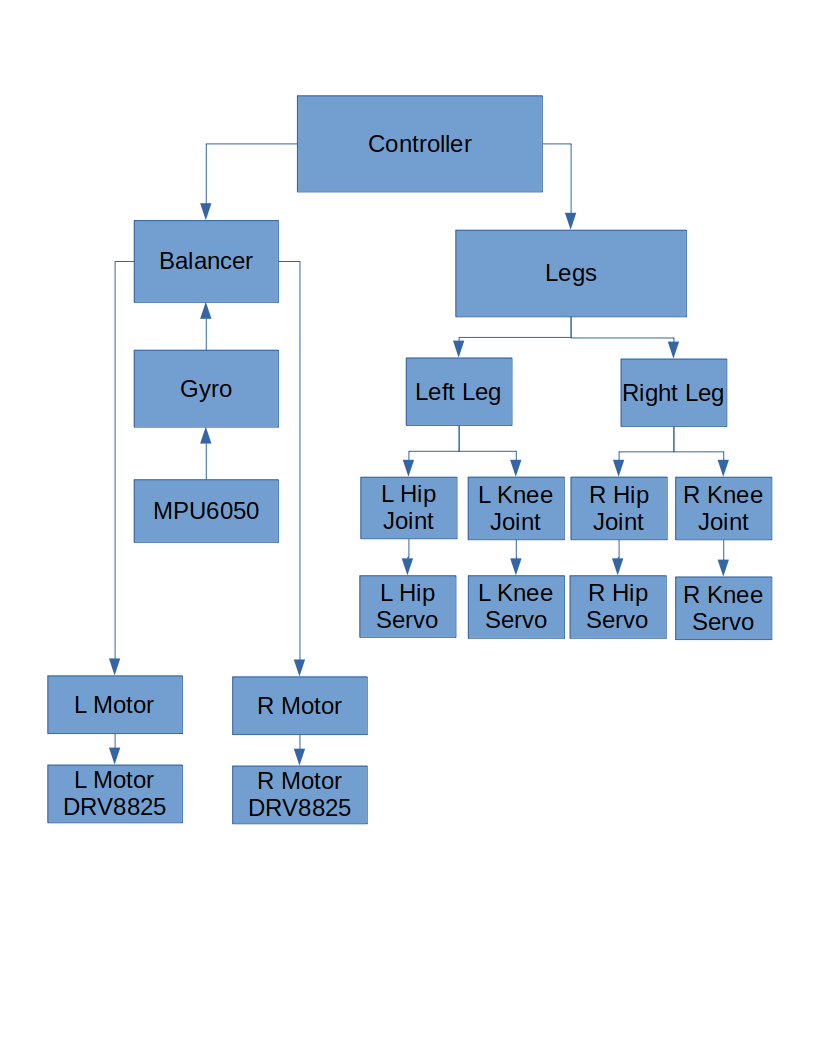 Controller
Balancer
Legs
Gyro
Left Leg
Right Leg
MPU6050
L Hip
Joint
L Knee
Joint
R Hip
Joint
R Knee
Joint
L Hip
Servo
L Knee
Servo
R Hip
Servo
R Knee
Servo
L Motor
R Motor
L Motor
DRV8825
R Motor
DRV8825